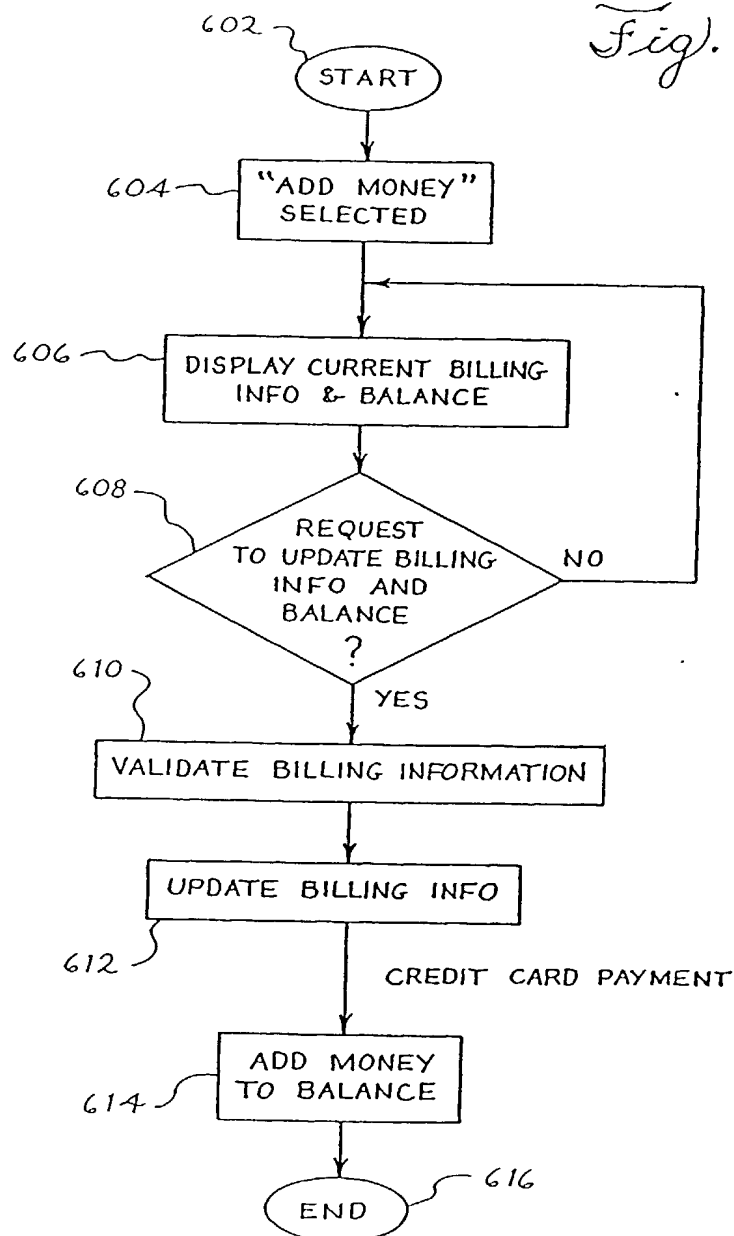 Fig.
602
START
604
"ADD MONEY"
SELECTED
606
DISPLAY CURRENT BILLING
INFO & BALANCE
608
REQUEST
TO UPDATE BILLING
INFO AND
BALANCE
?
NO
YES
610
VALIDATE BILLING INFORMATION
UPDATE BILLING INFO
612
CREDIT CARD PAYMENT
ADD MONEY
TO BALANCE
614
END
616